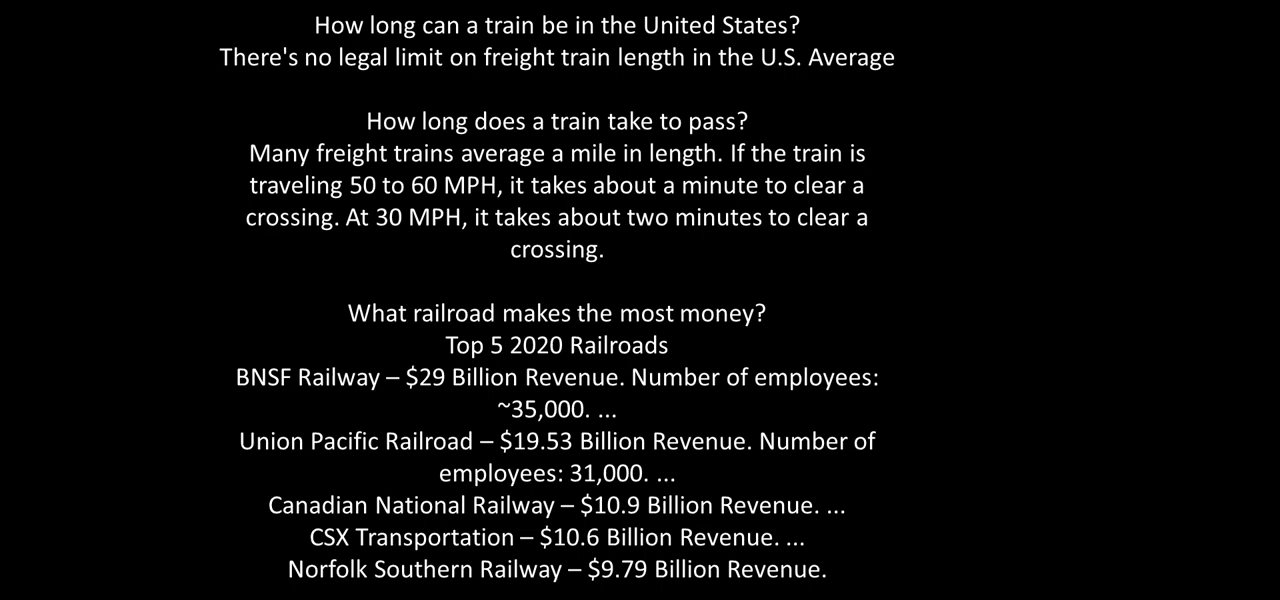 How long can a train be in the United States?
There's no legal limit on freight train length in the U.S. Average
How long does a train take to pass?
Many freight trains average a mile in length. If the train is
traveling 50 to 60 MPH, it takes about a minute to clear a
crossing. At 30 MPH, it takes about two minutes to clear a
crossing.
What railroad makes the most money?
Top 5 2020 Railroads
BNSF Railway – $29 Billion Revenue. Number of employees:
~35,000. ...
Union Pacific Railroad – $19.53 Billion Revenue. Number of
employees: 31,000. ...
Canadian National Railway – $10.9 Billion Revenue. ...
CSX Transportation – $10.6 Billion Revenue. ...
Norfolk Southern Railway – $9.79 Billion Revenue.